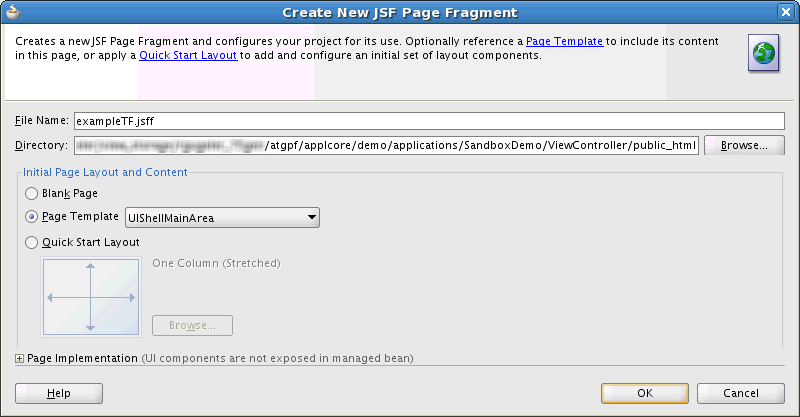 Create New JSF Page Fragment
Creates a new JSF Page Fragment and configures your project for its use. Optionally reference a Page Template to include its content
in this page, or apply a Quick Start Layout to add and configure an initial set of layout components.
File Name: exampleTF.jsff
Directory: /atgpf/applcore/demo/applications/SandboxDemo/ViewController/public_html Browse...
Initial Page Layout and Content
Blank Page
Page Template UIShellMainArea
Quick Start Layout
One Column (Stretched)
Browse...
Page Implementation (UI components are not exposed in managed bean)
Help OK Cancel